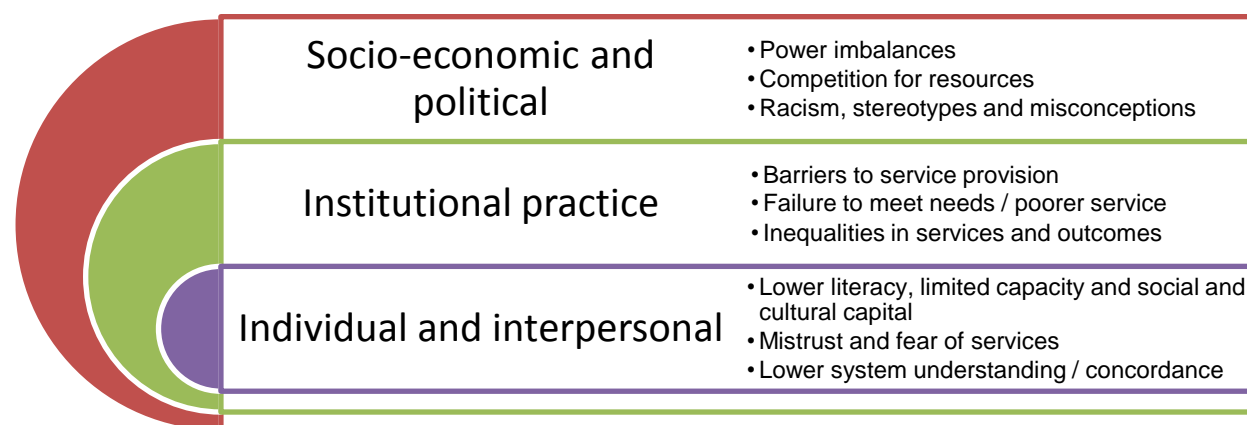 Socio-economic and
political
• Power imbalances
• Competition for resources
• Racism, stereotypes and misconceptions
Institutional practice
• Barriers to service provision
• Failure to meet needs / poorer service
• Inequalities in services and outcomes
Individual and interpersonal
• Lower literacy, limited capacity and social and
cultural capital
• Mistrust and fear of services
• Lower system understanding / concordance